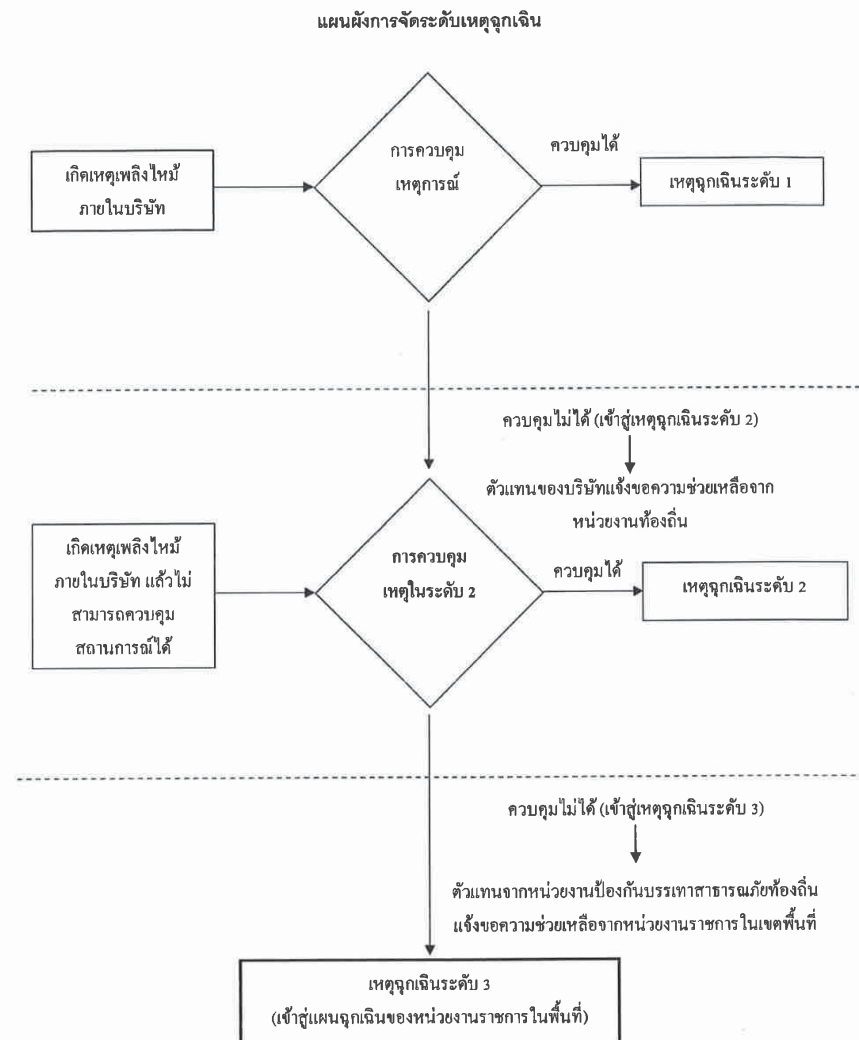 แผนผังการจัดระดับเหตุฉุกเฉิน
เกิดเหตุเพลิงไหม้
ภายในบริษัท
การควบคุม
เหตุการณ์
ควบคุมได้
เหตุฉุกเฉินระดับ 1
ควบคุมไม่ได้ (เข้าสู่เหตุฉุกเฉินระดับ 2)
ตัวแทนของบริษัทแจ้งขอความช่วยเหลือจาก
หน่วยงานท้องถิ่น
เกิดเหตุเพลิงไหม้
ภายในบริษัท แล้วไม่
สามารถควบคุม
สถานการณ์ได้
การควบคุม
เหตุในระดับ 2
ควบคุมได้
เหตุฉุกเฉินระดับ 2
ควบคุมไม่ได้ (เข้าสู่เหตุฉุกเฉินระดับ 3)
ตัวแทนจากหน่วยงานป้องกันบรรเทาสาธารณภัยท้องถิ่น
แจ้งขอความช่วยเหลือจากหน่วยงานราชการในเขตพื้นที่
เหตุฉุกเฉินระดับ 3
(เข้าสู่แผนฉุกเฉินของหน่วยงานราชการในพื้นที่)